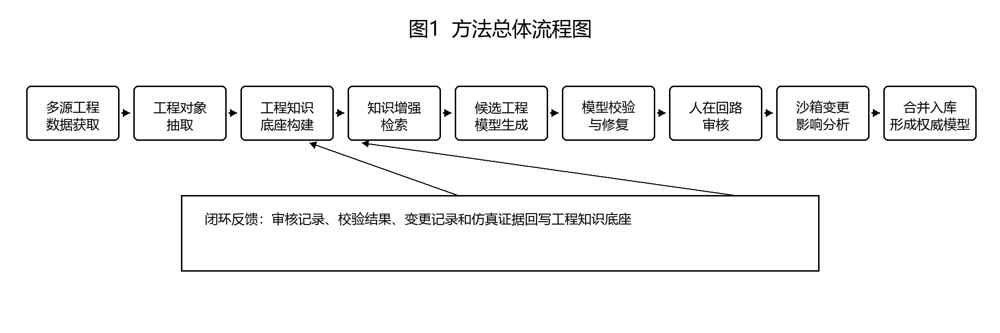 图1 方法总体流程图
多源工程
数据获取
工程对象
抽取
工程知识
底座构建
知识增强
检索
候选工程
模型生成
模型校验
与修复
人在回路
审核
沙箱变更
影响分析
合并入库
形成权威模型
闭环反馈：审核记录、校验结果、变更记录和仿真证据回写工程知识底座